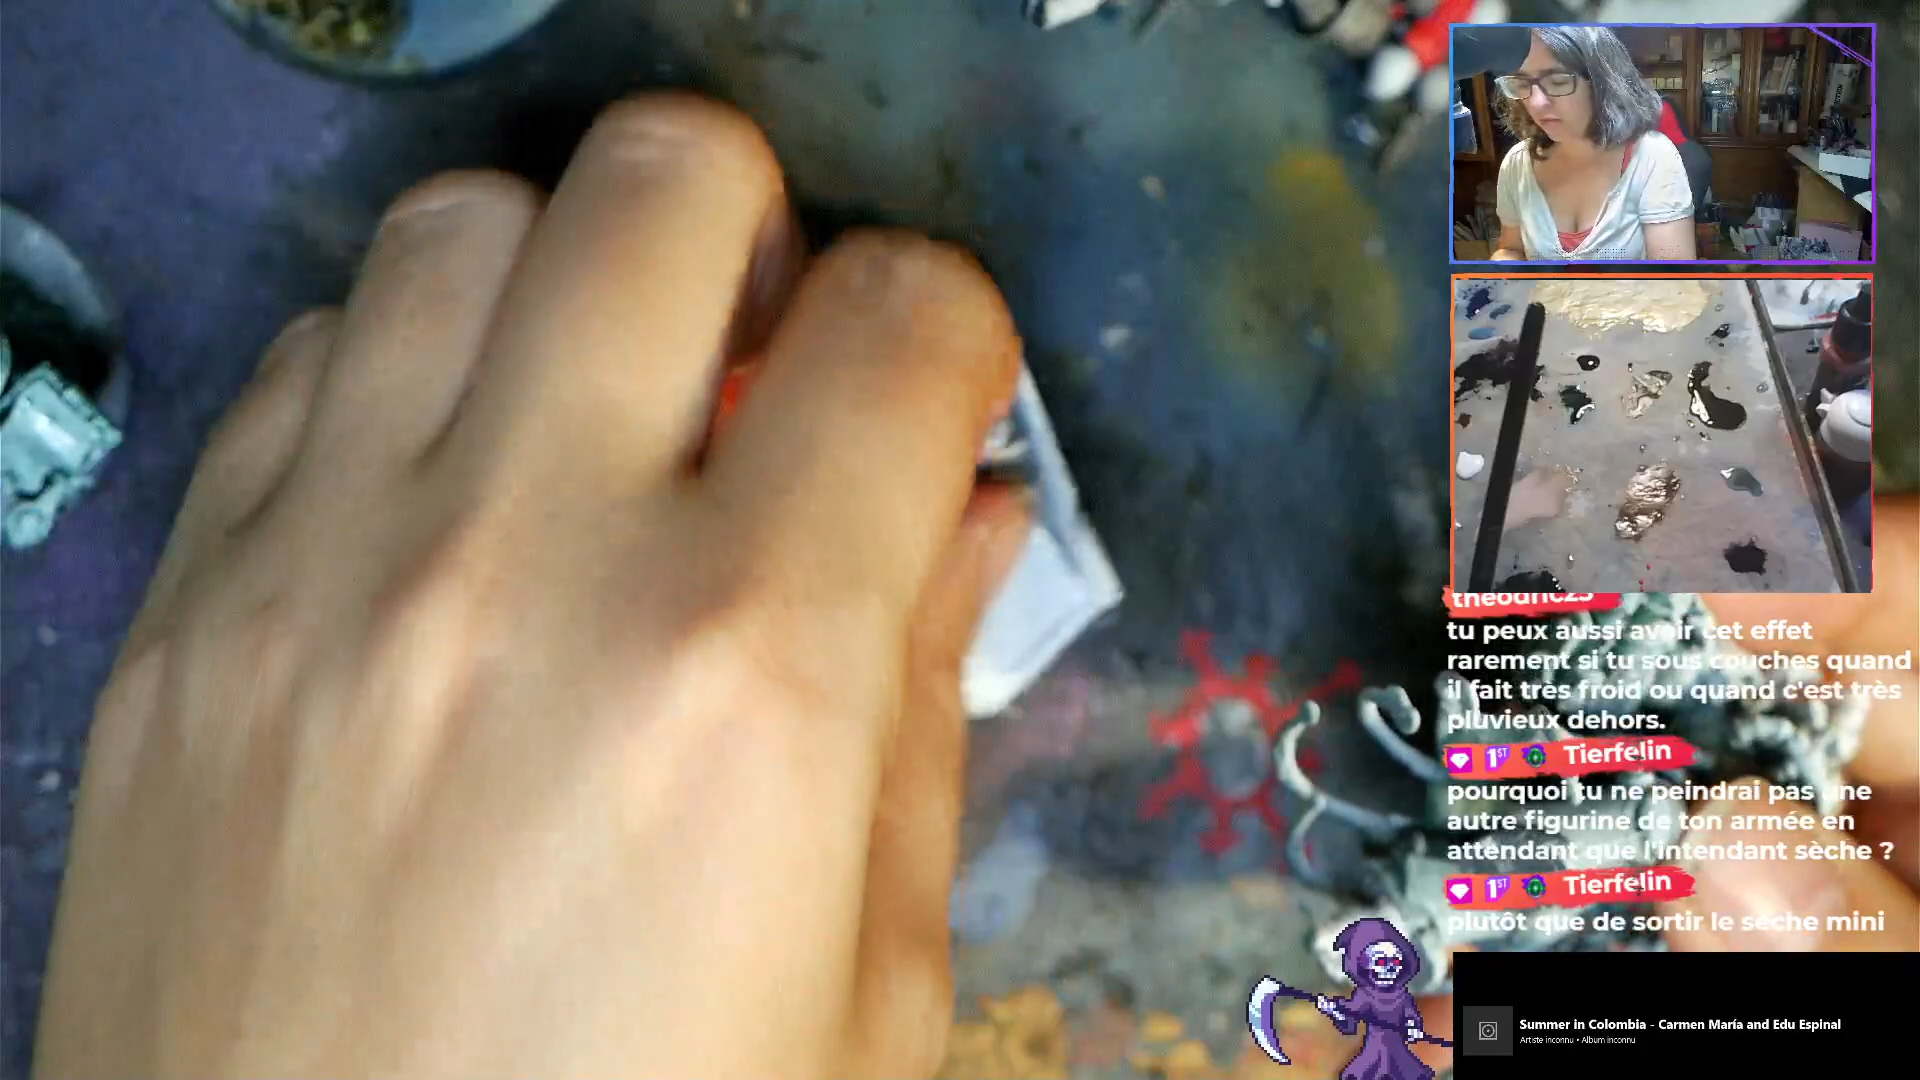 theodric25
tu peux aussi avoir cet effet
rarement si tu sous couches quand
il fait très froid ou quand c'est très
pluvieux dehors.
1ST Tierfelin
pourquoi tu ne peindrai pas une
autre figurine de ton armée en
attendant que l'intendant sèche ?
1ST Tierfelin
plutôt que de sortir le sèche mini
Summer in Colombia - Carmen María and Edu Espinal
Artiste inconnu • Album inconnu